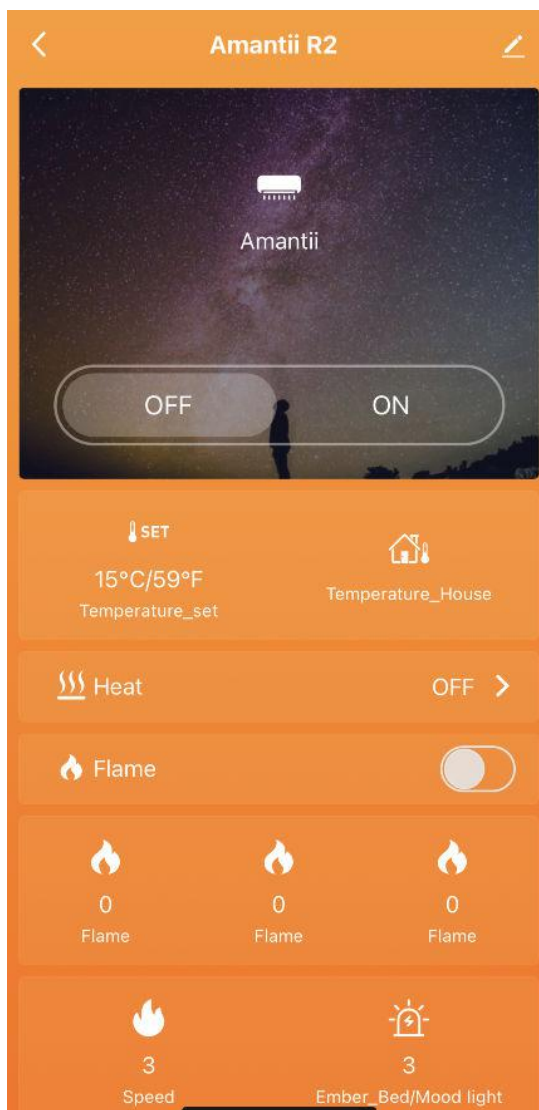 Amantii R2
Amantii
OFF ON
SET
15°C/59°F
Temperature_set
Temperature_House
Heat OFF
Flame
0 0 0
Flame Flame Flame
3 3
Speed Ember_Bed/Mood light